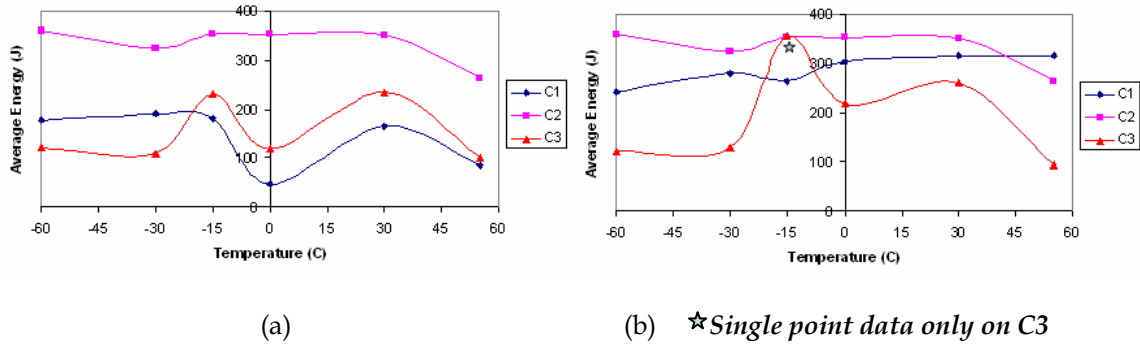 400
300
200
100
0
Average Energy (J)
-60 -45 -30 -15 0 15 30 45 60
Temperature (C)
C1
C2
C3
(a)
400
300
200
100
0
Average Energy (J)
-60 -45 -30 -15 0 15 30 45 60
Temperature (C)
C1
C2
C3
(b) ☆Single point data only on C3